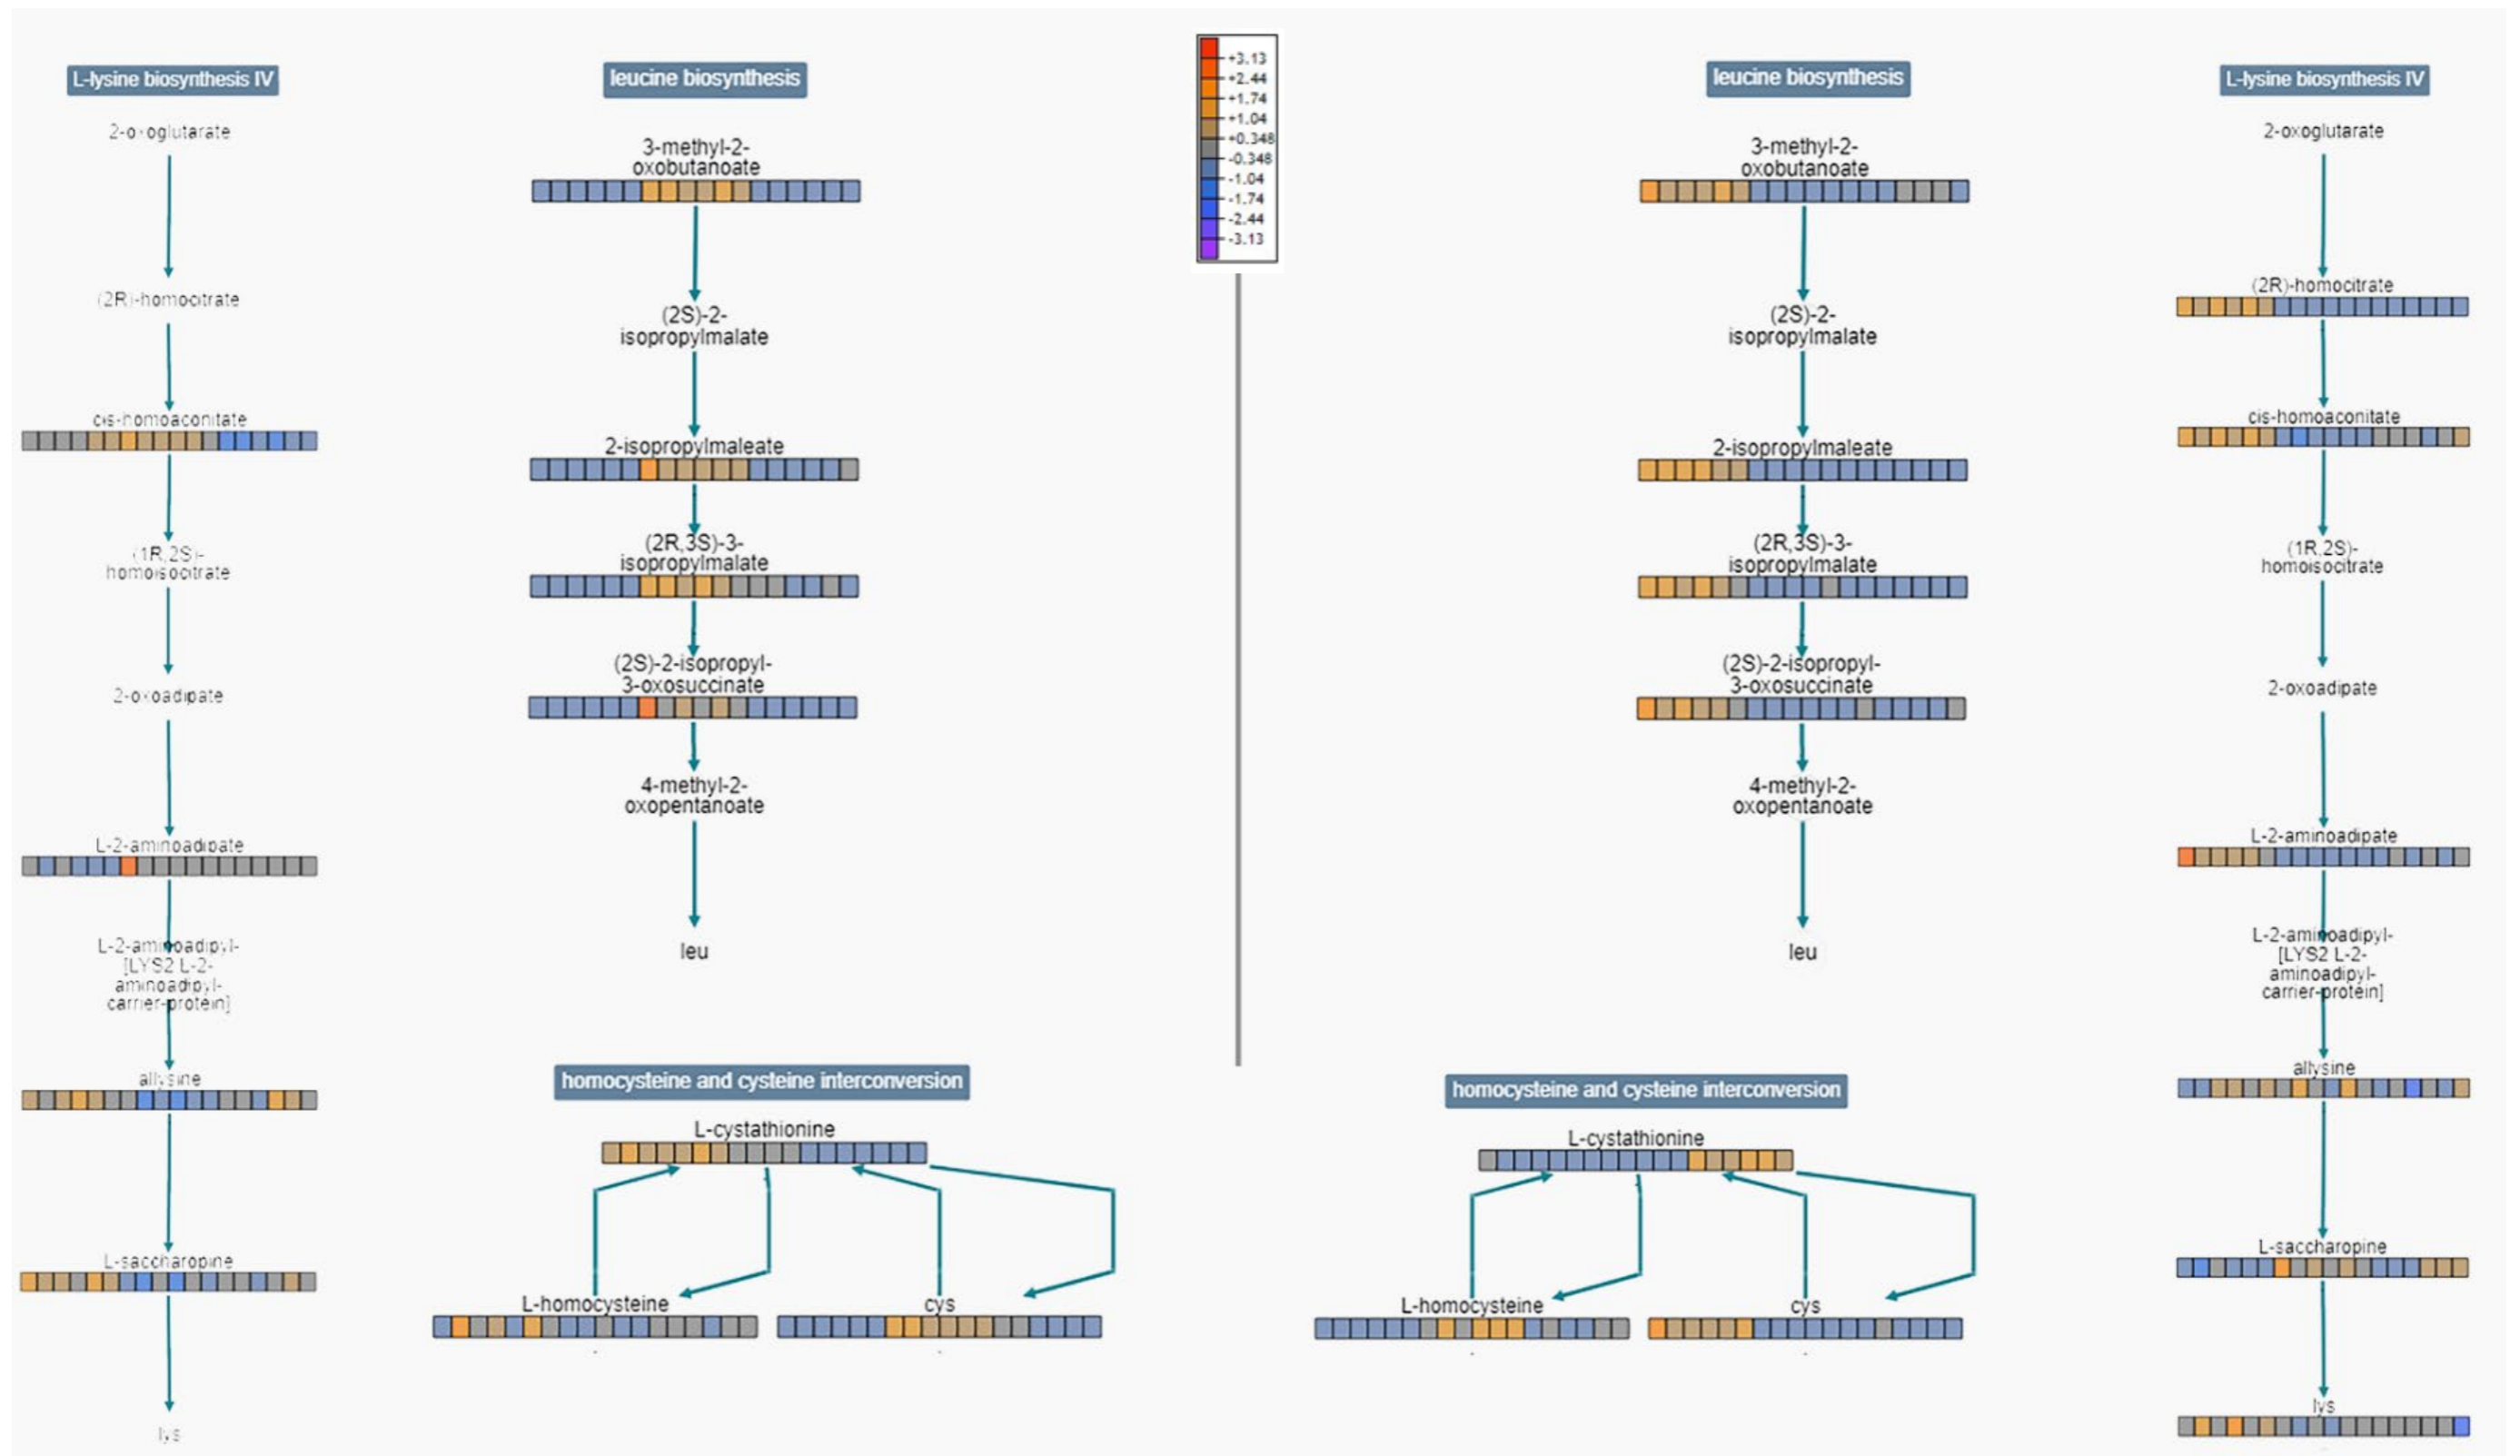 L-lysine biosynthesis IV
2-oxoglutarate
(2R)-homocitrate
cis-homoaconitate
(1R,2S)-
homoisocitrate
2-oxoadipate
L-2-aminoadipate
L-2-aminoadipyl-
[LYS2 L-2-
aminoadipyl-
carrier-protein]
allysine
L-saccharopine
lys
leucine biosynthesis
3-methyl-2-
oxobutanoate
(2S)-2-
isopropylmalate
2-isopropylmaleate
(2R,3S)-3-
isopropylmalate
(2S)-2-isopropyl-
3-oxosuccinate
4-methyl-2-
oxopentanoate
leu
homocysteine and cysteine interconversion
L-cystathionine
L-homocysteine
cys
+3.13
+2.44
+1.74
+1.04
+0.348
-0.348
-1.04
-1.74
-2.44
-3.13
leucine biosynthesis
3-methyl-2-
oxobutanoate
(2S)-2-
isopropylmalate
2-isopropylmaleate
(2R,3S)-3-
isopropylmalate
(2S)-2-isopropyl-
3-oxosuccinate
4-methyl-2-
oxopentanoate
leu
homocysteine and cysteine interconversion
L-cystathionine
L-homocysteine
cys
L-lysine biosynthesis IV
2-oxoglutarate
(2R)-homocitrate
cis-homoaconitate
(1R,2S)-
homoisocitrate
2-oxoadipate
L-2-aminoadipate
L-2-aminoadipyl-
[LYS2 L-2-
aminoadipyl-
carrier-protein]
allysine
L-saccharopine
lys